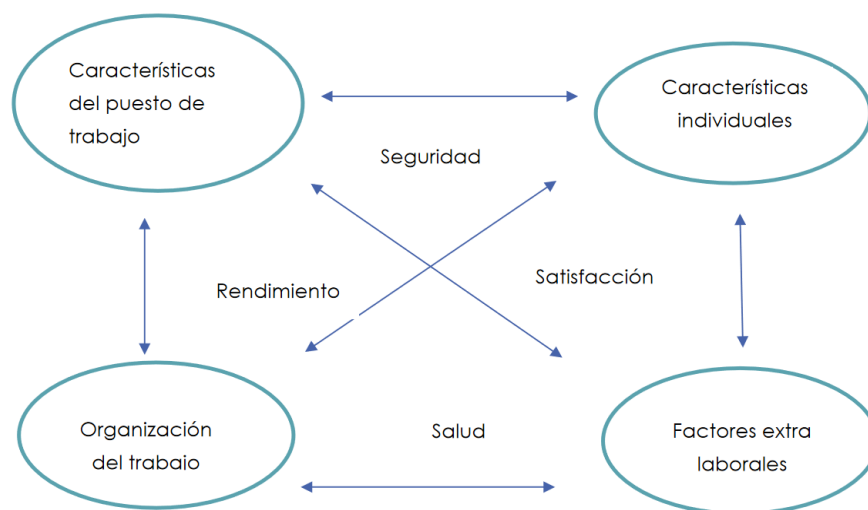 Características
del puesto de
trabajo
Características
individuales
Seguridad
Rendimiento
Satisfacción
Organización
del trabajo
Salud
Factores extra
laborales